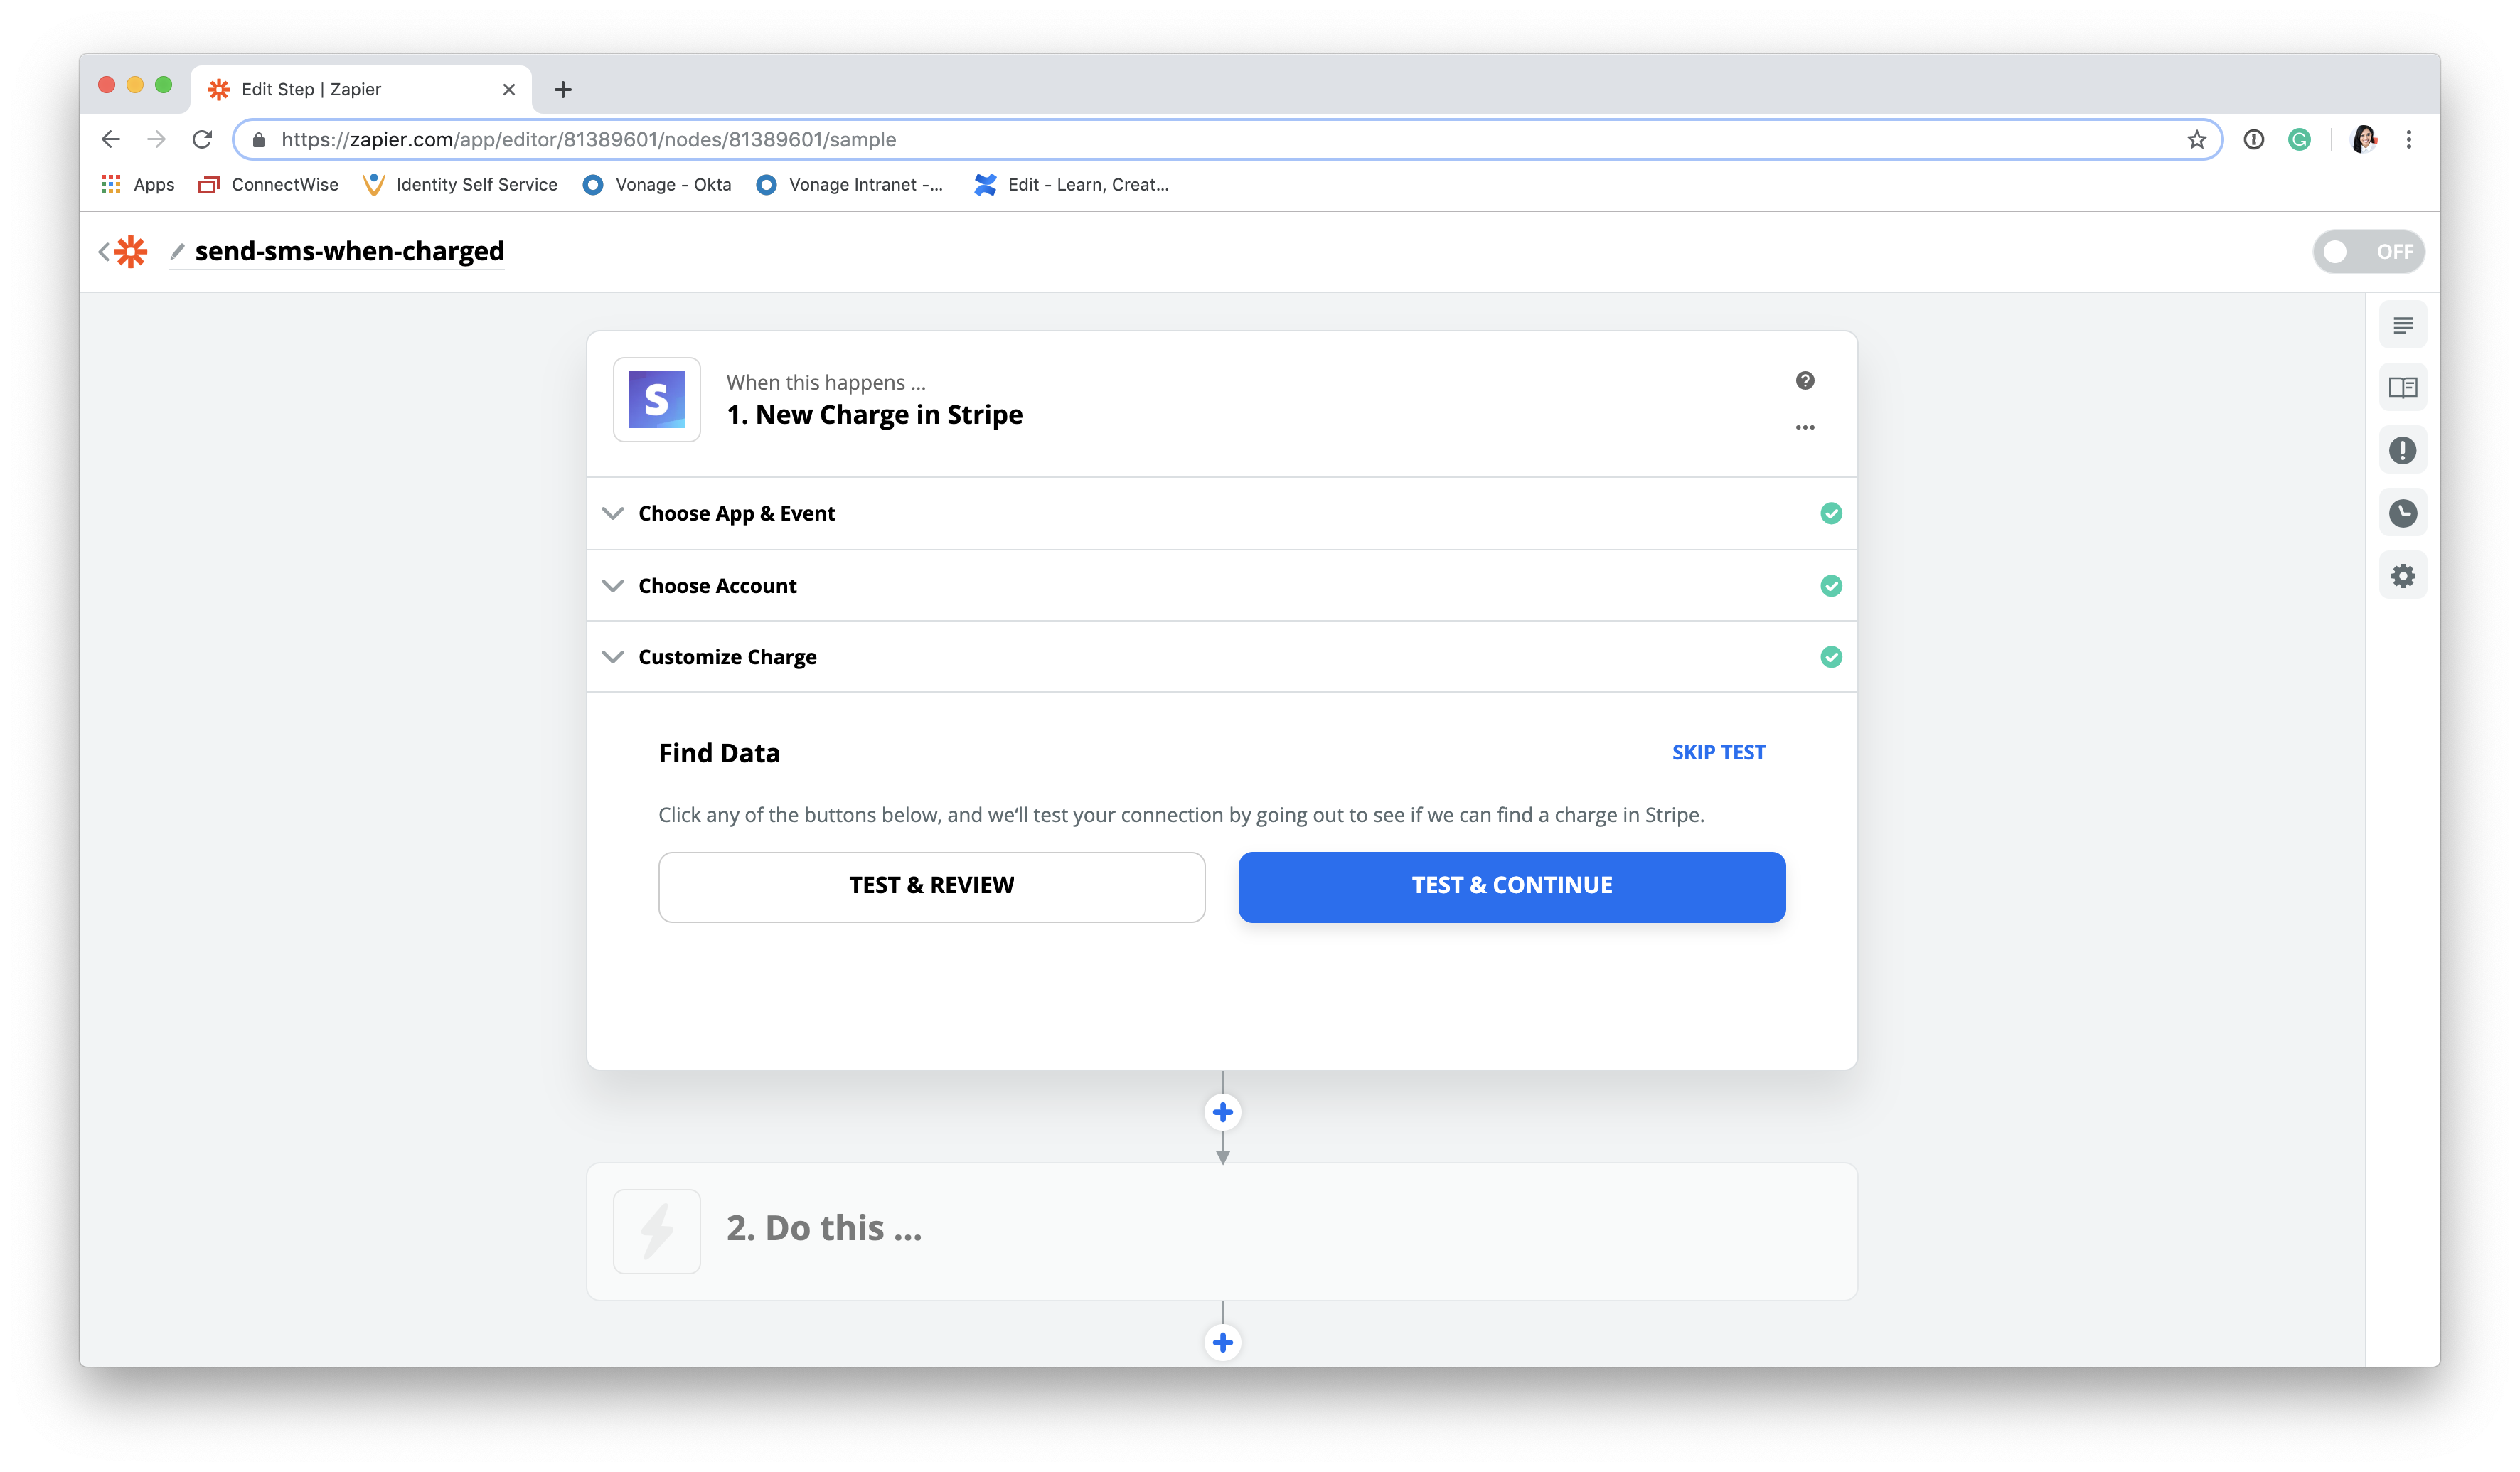 Edit Step | Zapier
https://zapier.com/app/editor/81389601/nodes/81389601/sample
Apps ConnectWise Identity Self Service Vonage - Okta Vonage Intranet -... Edit - Learn, Creat...
send-sms-when-charged OFF
S
When this happens ...
1. New Charge in Stripe
Choose App & Event
Choose Account
Customize Charge
Find Data SKIP TEST
Click any of the buttons below, and we‘ll test your connection by going out to see if we can find a charge in Stripe.
TEST & REVIEW TEST & CONTINUE
2. Do this ...